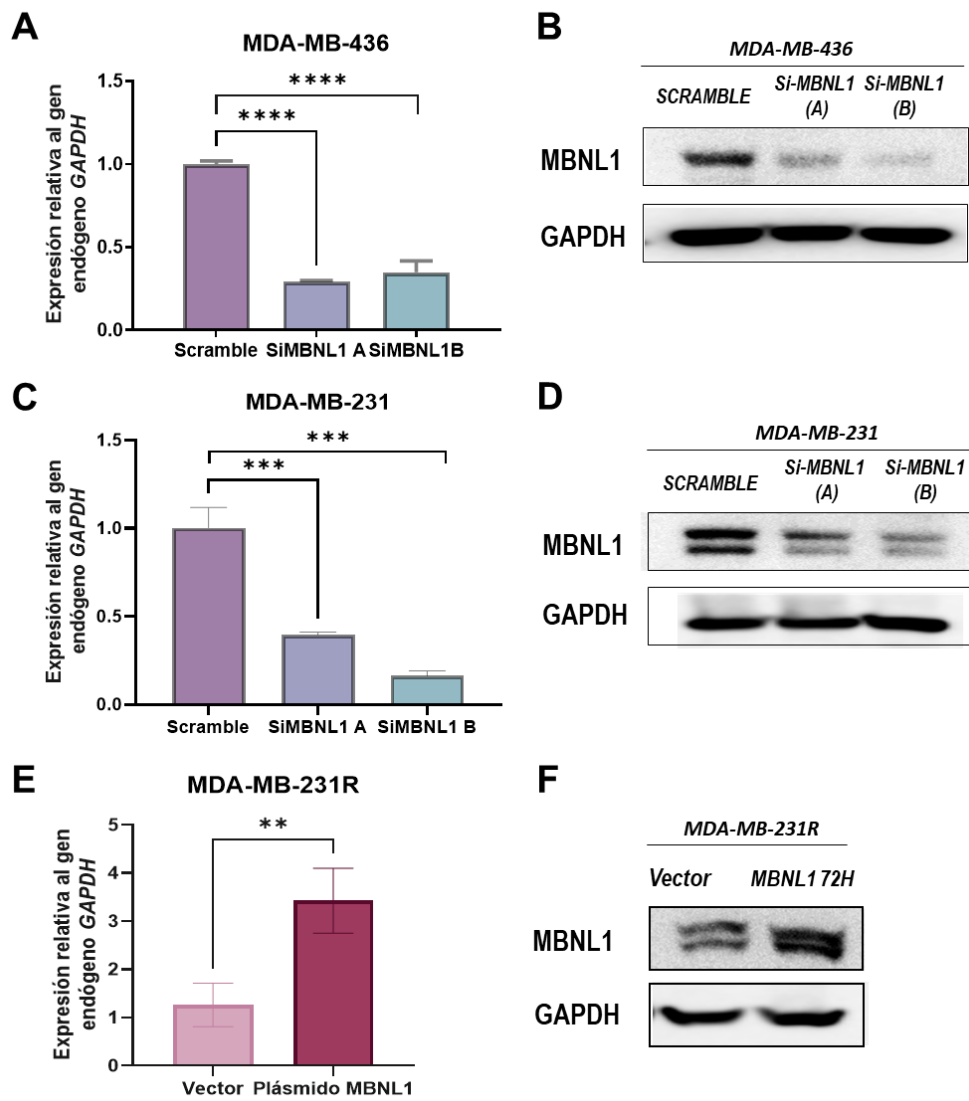 A
MDA-MB-436
Expresión relativa al gen
endógeno GAPDH
1.5
1.0
0.5
0.0
****
****
Scramble SiMBNL1 A SiMBNL1B
B
MDA-MB-436
SCRAMBLE Si-MBNL1 (A) Si-MBNL1 (B)
MBNL1
GAPDH
C
MDA-MB-231
Expresión relativa al gen
endógeno GAPDH
1.5
1.0
0.5
0.0
***
***
Scramble SiMBNL1 A SiMBNL1 B
D
MDA-MB-231
SCRAMBLE Si-MBNL1 (A) Si-MBNL1 (B)
MBNL1
GAPDH
E
MDA-MB-231R
Expresión relativa al gen
endógeno GAPDH
5
4
3
2
1
0
**
Vector Plásmido MBNL1
F
MDA-MB-231R
Vector MBNL1 72H
MBNL1
GAPDH